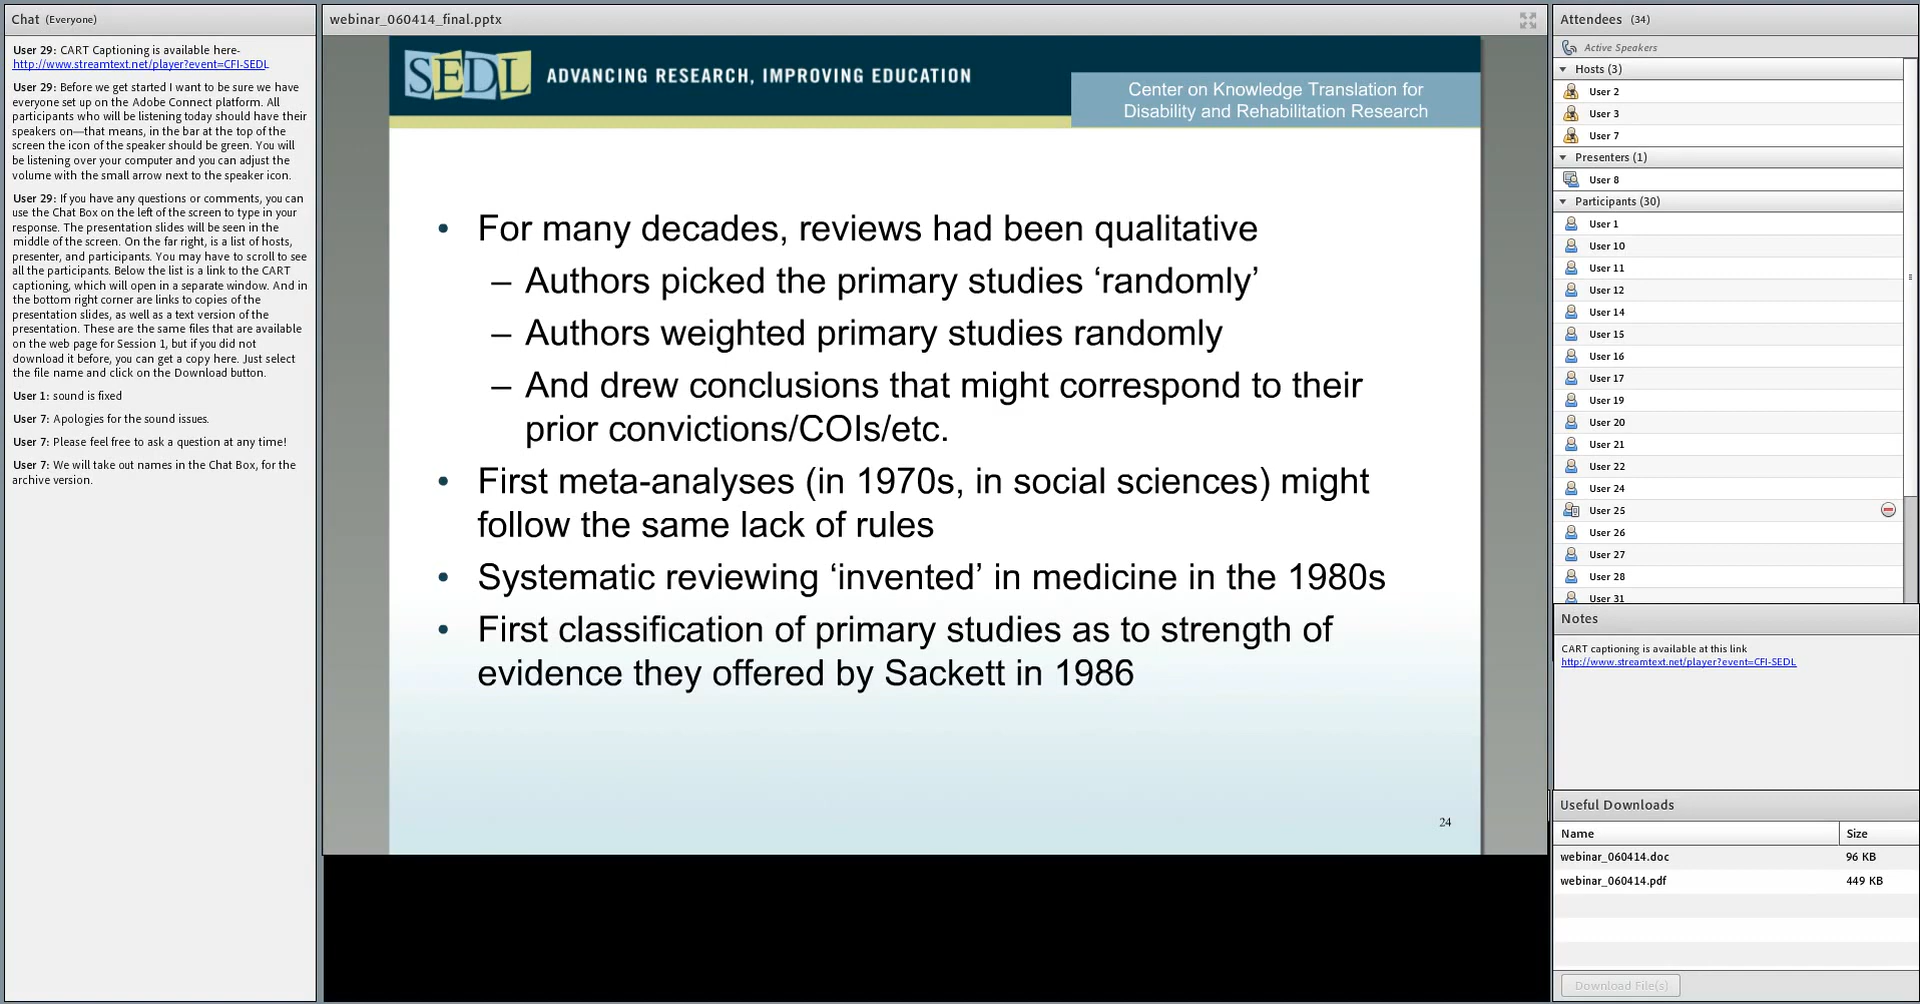 Chat (Everyone)
User 29: CART Captioning is available here-
http://www.streamtext.net/player?event=CFI-SEDL
User 29: Before we get started I want to be sure we have
everyone set up on the Adobe Connect platform. All
participants who will be listening today should have their
speakers on—that means, in the bar at the top of the
screen the icon of the speaker should be green. You will
be listening over your computer and you can adjust the
volume with the small arrow next to the speaker icon.
User 29: If you have any questions or comments, you can
use the Chat Box on the left of the screen to type in your
response. The presentation slides will be seen in the
middle of the screen. On the far right, is a list of hosts,
presenter, and participants. You may have to scroll to see
all the participants. Below the list is a link to the CART
captioning, which will open in a separate window. And in
the bottom right corner are links to copies of the
presentation slides, as well as a text version of the
presentation. These are the same files that are available
on the web page for Session 1, but if you did not
download it before, you can get a copy here. Just select
the file name and click on the Download button.
User 1: sound is fixed
User 7: Apologies for the sound issues.
User 7: Please feel free to ask a question at any time!
User 7: We will take out names in the Chat Box, for the
archive version.
webinar_060414_final.pptx
SEDL ADVANCING RESEARCH, IMPROVING EDUCATION
Center on Knowledge Translation for
Disability and Rehabilitation Research
• For many decades, reviews had been qualitative
– Authors picked the primary studies ‘randomly’
– Authors weighted primary studies randomly
– And drew conclusions that might correspond to their
prior convictions/COIs/etc.
• First meta-analyses (in 1970s, in social sciences) might
follow the same lack of rules
• Systematic reviewing ‘invented’ in medicine in the 1980s
• First classification of primary studies as to strength of
evidence they offered by Sackett in 1986
24
Attendees (34)
Active Speakers
Hosts (3)
User 2
User 3
User 7
Presenters (1)
User 8
Participants (30)
User 1
User 10
User 11
User 12
User 14
User 15
User 16
User 17
User 19
User 20
User 21
User 22
User 24
User 25
User 26
User 27
User 28
User 31
Notes
CART captioning is available at this link
http://www.streamtext.net/player?event=CFI-SEDL
Useful Downloads
Name Size
webinar_060414.doc 96 KB
webinar_060414.pdf 449 KB
Download File(s)